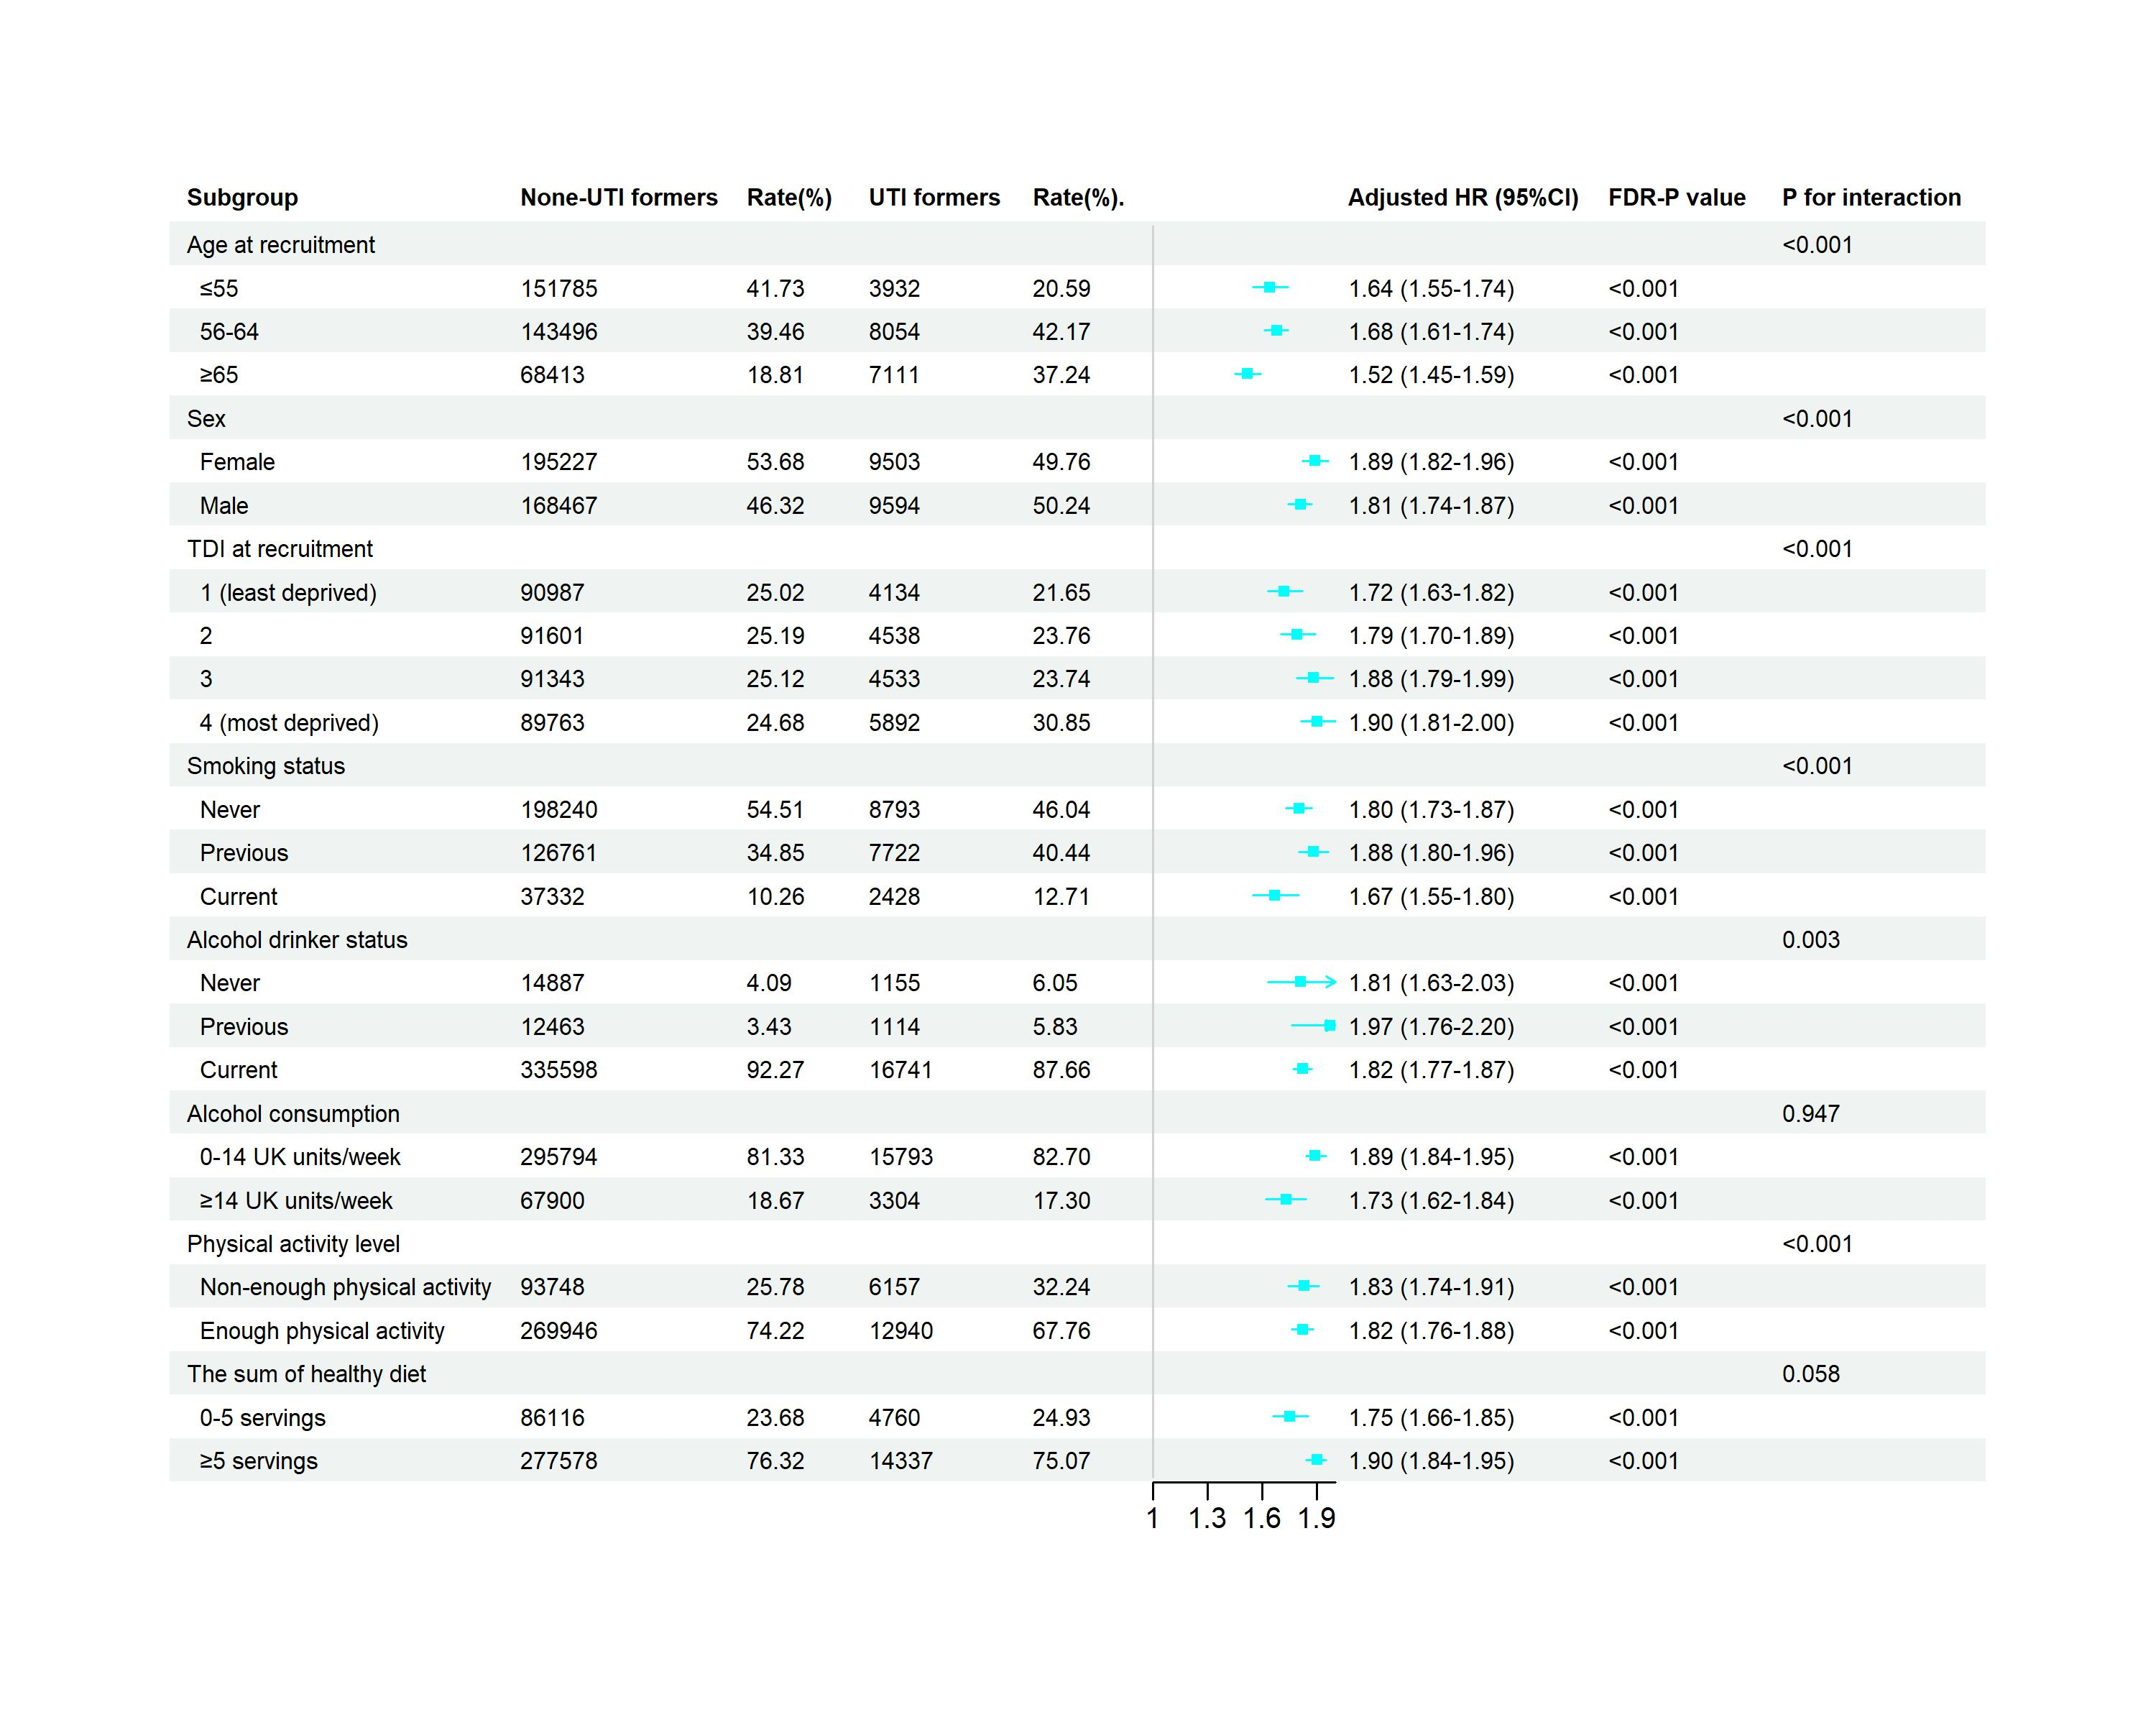 Subgroup None-UTI formers Rate(%) UTI formers Rate(%). Adjusted HR (95%CI) FDR-P value P for interaction
Age at recruitment <0.001
≤55 151785 41.73 3932 20.59 1.64 (1.55-1.74) <0.001
56-64 143496 39.46 8054 42.17 1.68 (1.61-1.74) <0.001
≥65 68413 18.81 7111 37.24 1.52 (1.45-1.59) <0.001
Sex <0.001
Female 195227 53.68 9503 49.76 1.89 (1.82-1.96) <0.001
Male 168467 46.32 9594 50.24 1.81 (1.74-1.87) <0.001
TDI at recruitment <0.001
1 (least deprived) 90987 25.02 4134 21.65 1.72 (1.63-1.82) <0.001
2 91601 25.19 4538 23.76 1.79 (1.70-1.89) <0.001
3 91343 25.12 4533 23.74 1.88 (1.79-1.99) <0.001
4 (most deprived) 89763 24.68 5892 30.85 1.90 (1.81-2.00) <0.001
Smoking status <0.001
Never 198240 54.51 8793 46.04 1.80 (1.73-1.87) <0.001
Previous 126761 34.85 7722 40.44 1.88 (1.80-1.96) <0.001
Current 37332 10.26 2428 12.71 1.67 (1.55-1.80) <0.001
Alcohol drinker status 0.003
Never 14887 4.09 1155 6.05 1.81 (1.63-2.03) <0.001
Previous 12463 3.43 1114 5.83 1.97 (1.76-2.20) <0.001
Current 335598 92.27 16741 87.66 1.82 (1.77-1.87) <0.001
Alcohol consumption 0.947
0-14 UK units/week 295794 81.33 15793 82.70 1.89 (1.84-1.95) <0.001
≥14 UK units/week 67900 18.67 3304 17.30 1.73 (1.62-1.84) <0.001
Physical activity level <0.001
Non-enough physical activity 93748 25.78 6157 32.24 1.83 (1.74-1.91) <0.001
Enough physical activity 269946 74.22 12940 67.76 1.82 (1.76-1.88) <0.001
The sum of healthy diet 0.058
0-5 servings 86116 23.68 4760 24.93 1.75 (1.66-1.85) <0.001
≥5 servings 277578 76.32 14337 75.07 1.90 (1.84-1.95) <0.001
1 1.3 1.6 1.9